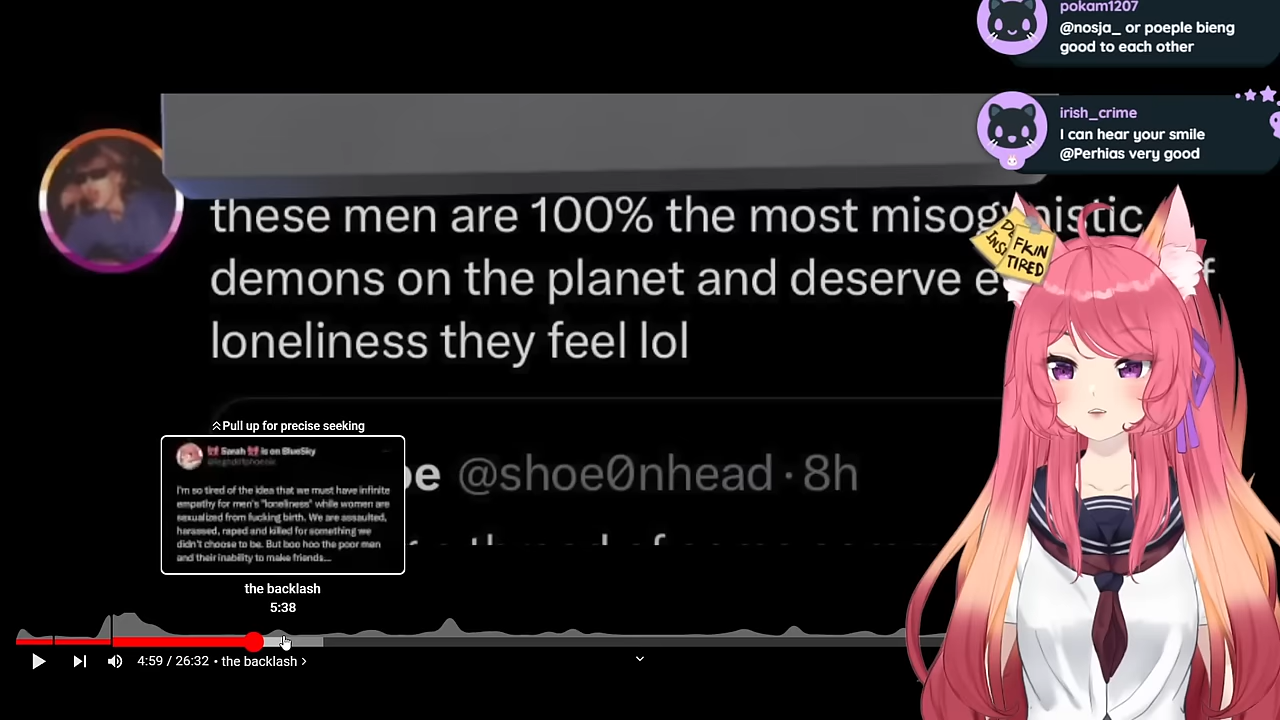 pokam1207
@nosja_ or poeple bieng
good to each other
irish_crime
I can hear your smile
@Perhias very good
FKIN
TIRED
these men are 100% the most misogynistic
demons on the planet and deserve
loneliness they feel lol
@shoe0nhead · 8h
Pull up for precise seeking
Sarah is on BlueSky
I'm so tired of the idea that we must have infinite
empathy for men's "loneliness" while women are
sexualized from fucking birth. We are assaulted,
harassed, raped and killed for something we
didn't choose to be. But boo hoo the poor men
and their inability to make friends...
the backlash
5:38
4:59 / 26:32 • the backlash ›